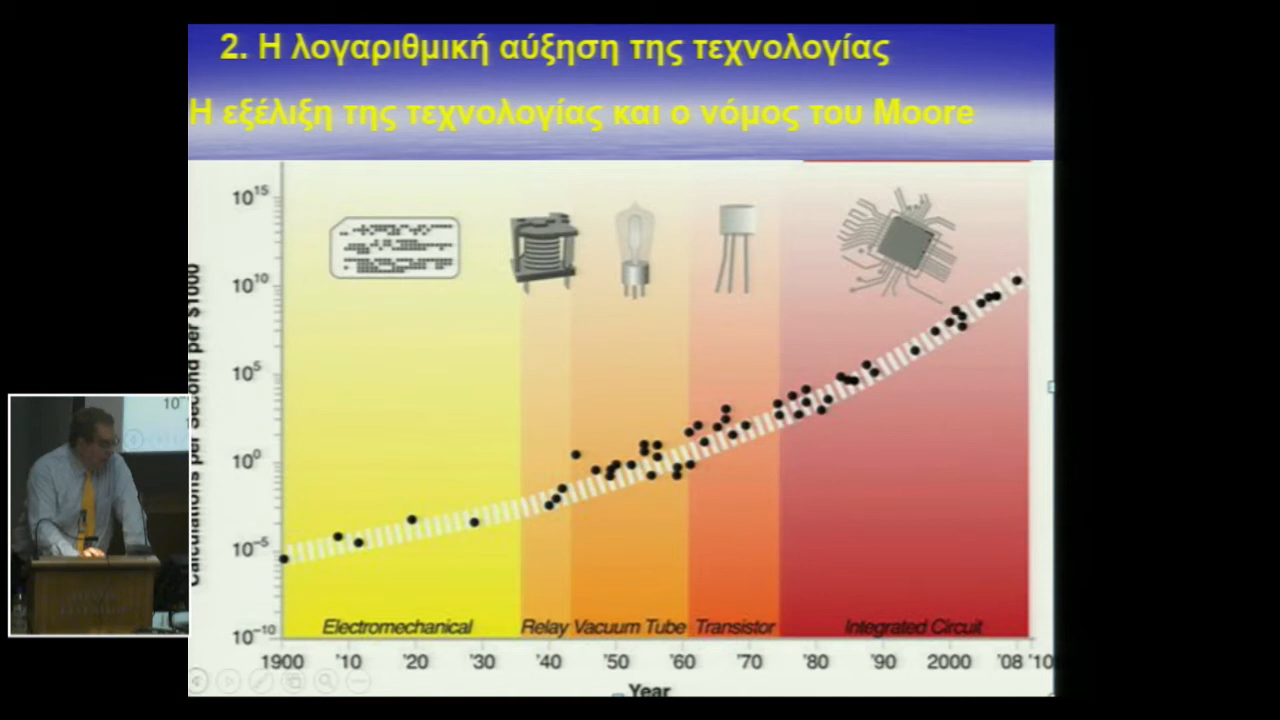 2. Η λογαριθμική αύξηση της τεχνολογίας
Η εξέλιξη της τεχνολογίας και ο νόμος του Moore
10^15
10^10
10^5
10^0
10^-5
10^-10
Calculations per Second per $1000
Electromechanical Relay Vacuum Tube Transistor Integrated Circuit
1900 '10 '20 '30 '40 '50 '60 '70 '80 '90 2000 '08 '10
Year
10^-